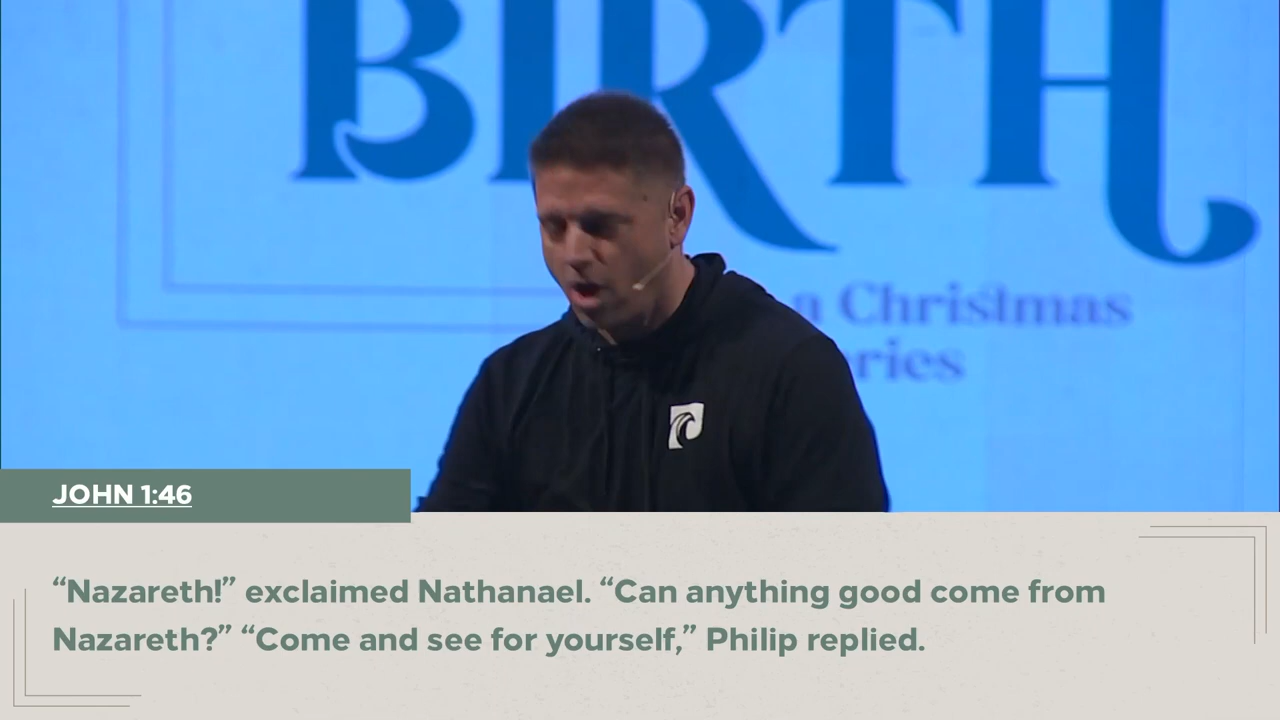 BIRTH
a Christmas
JOHN 1:46
“Nazareth!” exclaimed Nathanael. “Can anything good come from
Nazareth?” “Come and see for yourself,” Philip replied.